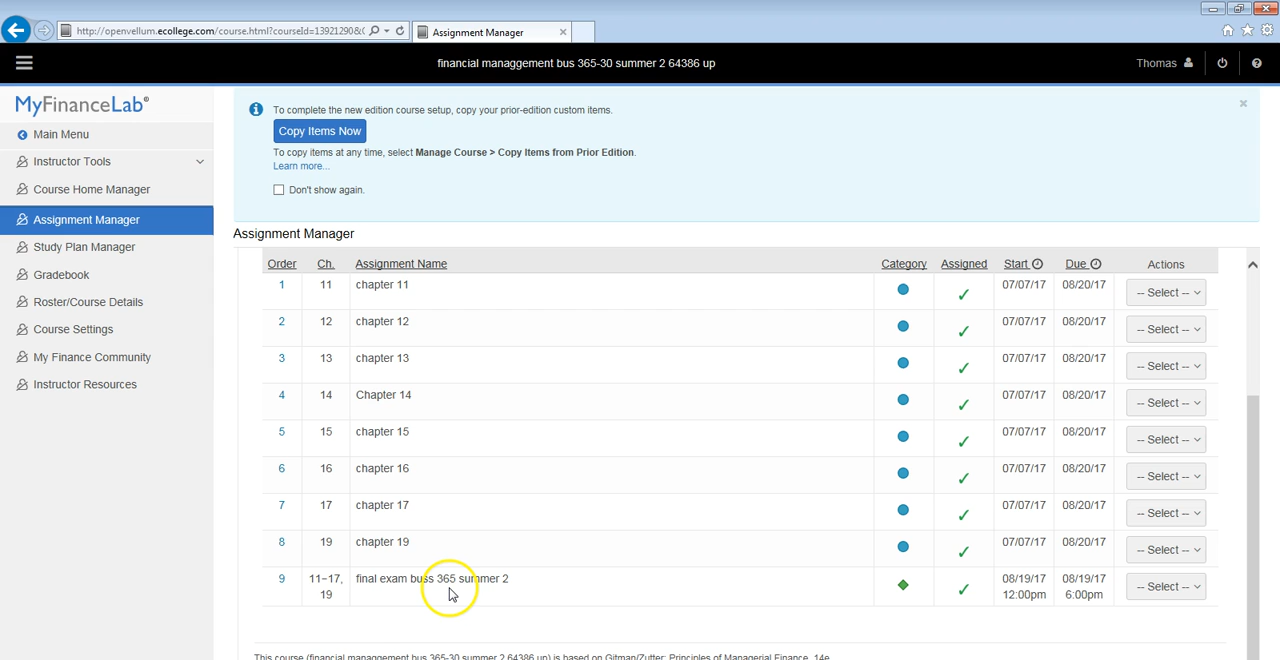 http://openvellum.ecollege.com/course.html?courseId=13921290&(
Assignment Manager
financial managgement bus 365-30 summer 2 64386 up
Thomas
MyFinanceLab®
Main Menu
Instructor Tools
Course Home Manager
Assignment Manager
Study Plan Manager
Gradebook
Roster/Course Details
Course Settings
My Finance Community
Instructor Resources
To complete the new edition course setup, copy your prior-edition custom items.
Copy Items Now
To copy items at any time, select Manage Course > Copy Items from Prior Edition.
Learn more...
Don't show again.
Assignment Manager
Order Ch. Assignment Name Category Assigned Start Due Actions
1 11 chapter 11 07/07/17 08/20/17 -- Select --
2 12 chapter 12 07/07/17 08/20/17 -- Select --
3 13 chapter 13 07/07/17 08/20/17 -- Select --
4 14 Chapter 14 07/07/17 08/20/17 -- Select --
5 15 chapter 15 07/07/17 08/20/17 -- Select --
6 16 chapter 16 07/07/17 08/20/17 -- Select --
7 17 chapter 17 07/07/17 08/20/17 -- Select --
8 19 chapter 19 07/07/17 08/20/17 -- Select --
9 11–17, final exam buss 365 summer 2 08/19/17 08/19/17 -- Select --
19 12:00pm 6:00pm
This course (financial managgement bus 365-30 summer 2 64386 up) is based on Gitman/Zutter: Principles of Managerial Finance, 14e